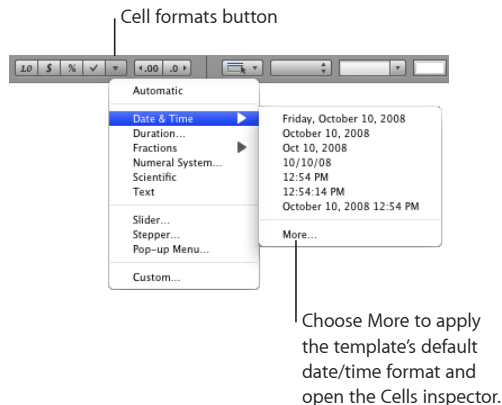 Cell formats button
1.0 $ % ✓ .00 .0
Automatic
Date & Time
Duration...
Fractions
Numeral System...
Scientific
Text
Slider...
Stepper...
Pop-up Menu...
Custom...
Friday, October 10, 2008
October 10, 2008
Oct 10, 2008
10/10/08
12:54 PM
12:54:14 PM
October 10, 2008 12:54 PM
More...
Choose More to apply
the template’s default
date/time format and
open the Cells inspector.